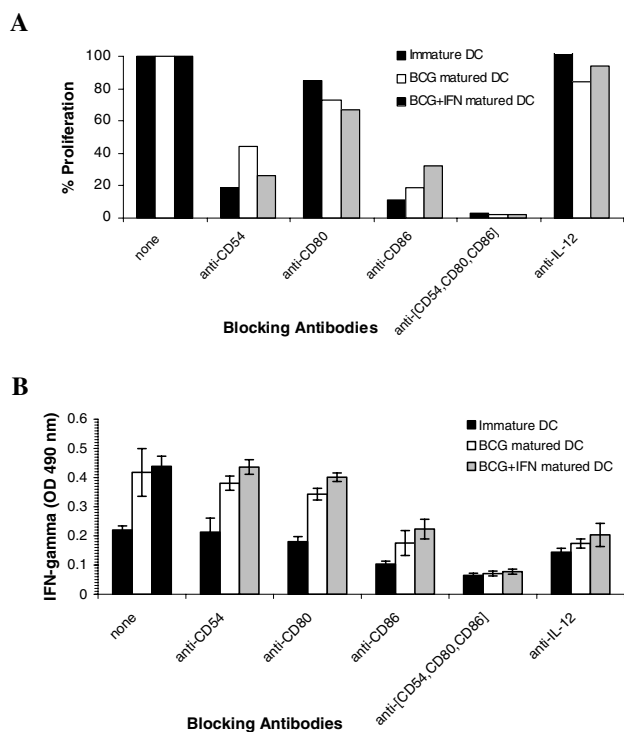 A
% Proliferation
100
80
60
40
20
0
Immature DC
BCG matured DC
BCG+IFN matured DC
none
anti-CD54
anti-CD80
anti-CD86
anti-[CD54,CD80,CD86]
anti-IL-12
Blocking Antibodies
B
IFN-gamma (OD 490 nm)
0.6
0.5
0.4
0.3
0.2
0.1
0
Immature DC
BCG matured DC
BCG+IFN matured DC
none
anti-CD54
anti-CD80
anti-CD86
anti-[CD54,CD80,CD86]
anti-IL-12
Blocking Antibodies